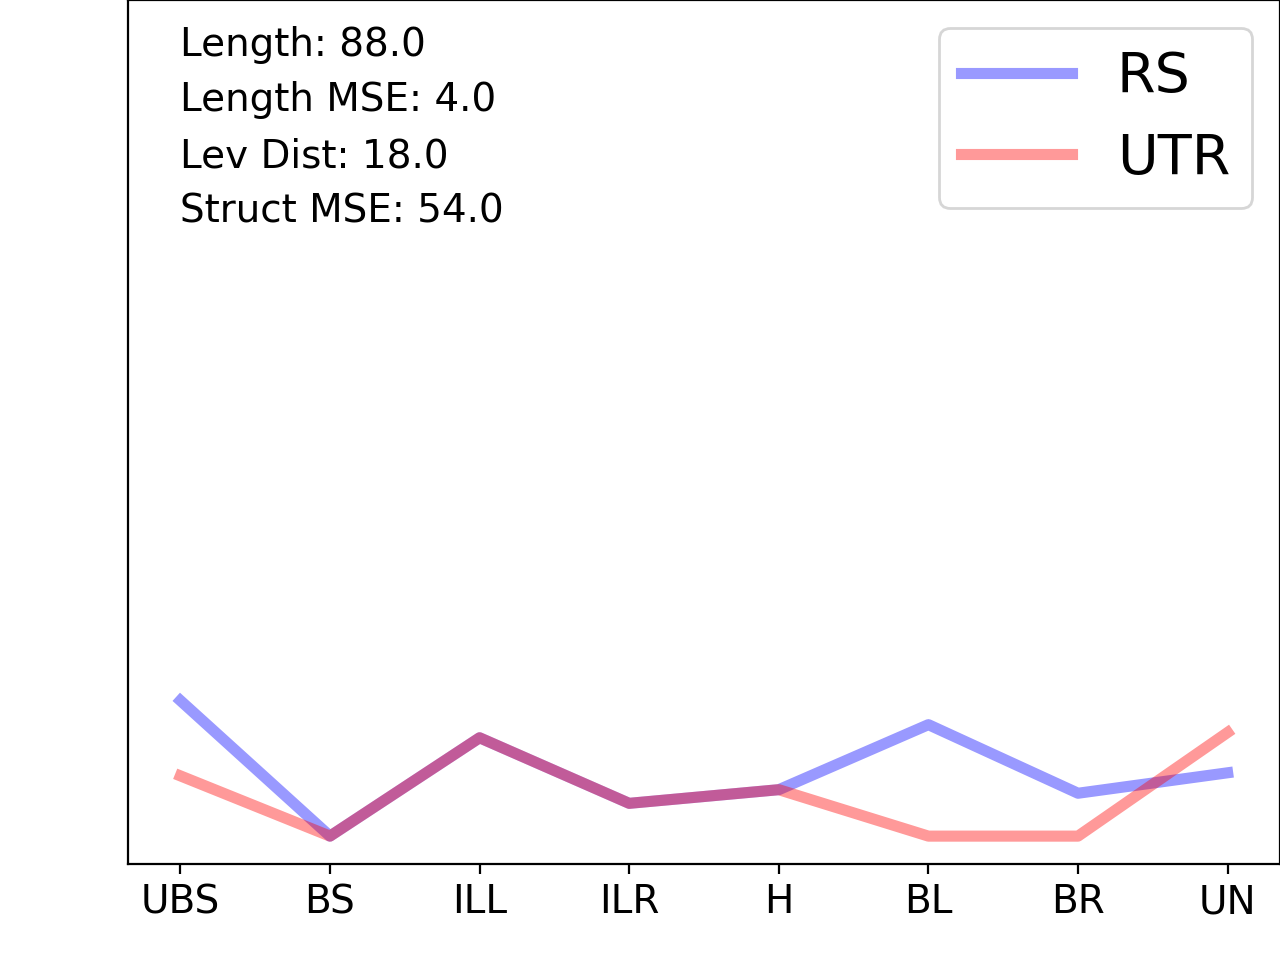 Length: 88.0
Length MSE: 4.0
Lev Dist: 18.0
Struct MSE: 54.0
RS
UTR
UBS BS ILL ILR H BL BR UN